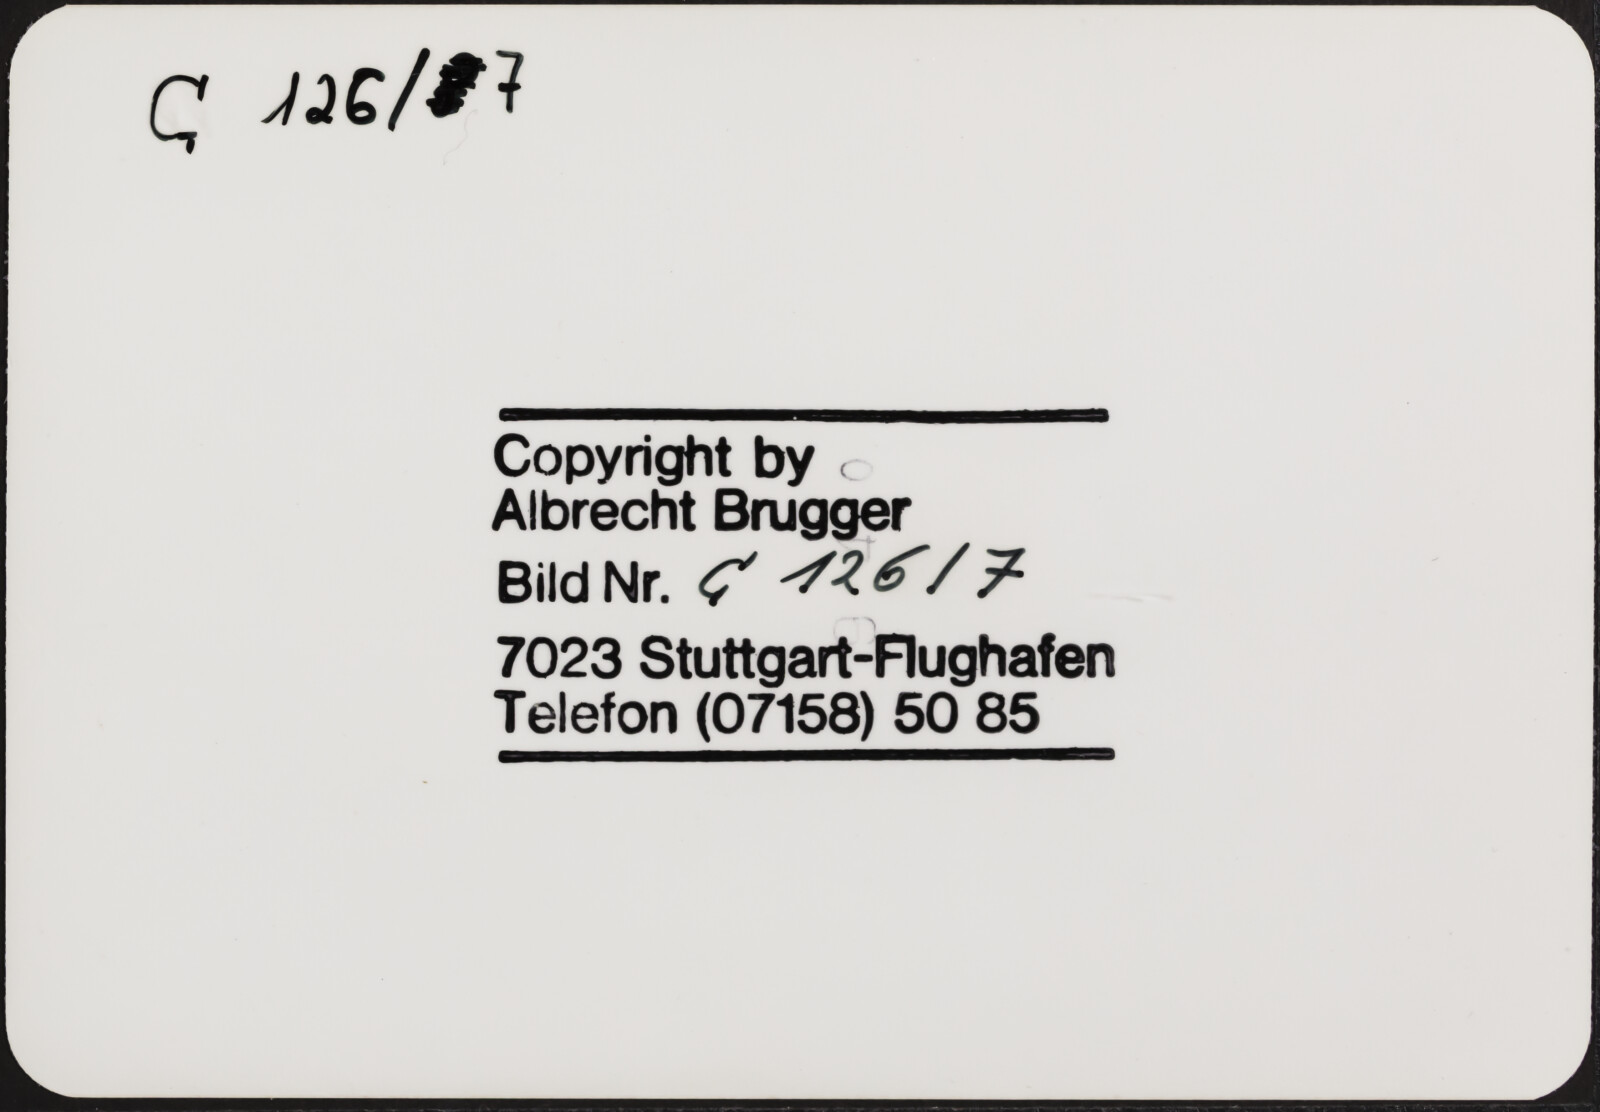 G 126/ 7
Copyright by
Albrecht Brugger
Bild Nr. G 126/7
7023 Stuttgart-Flughafen
Telefon (07158) 50 85